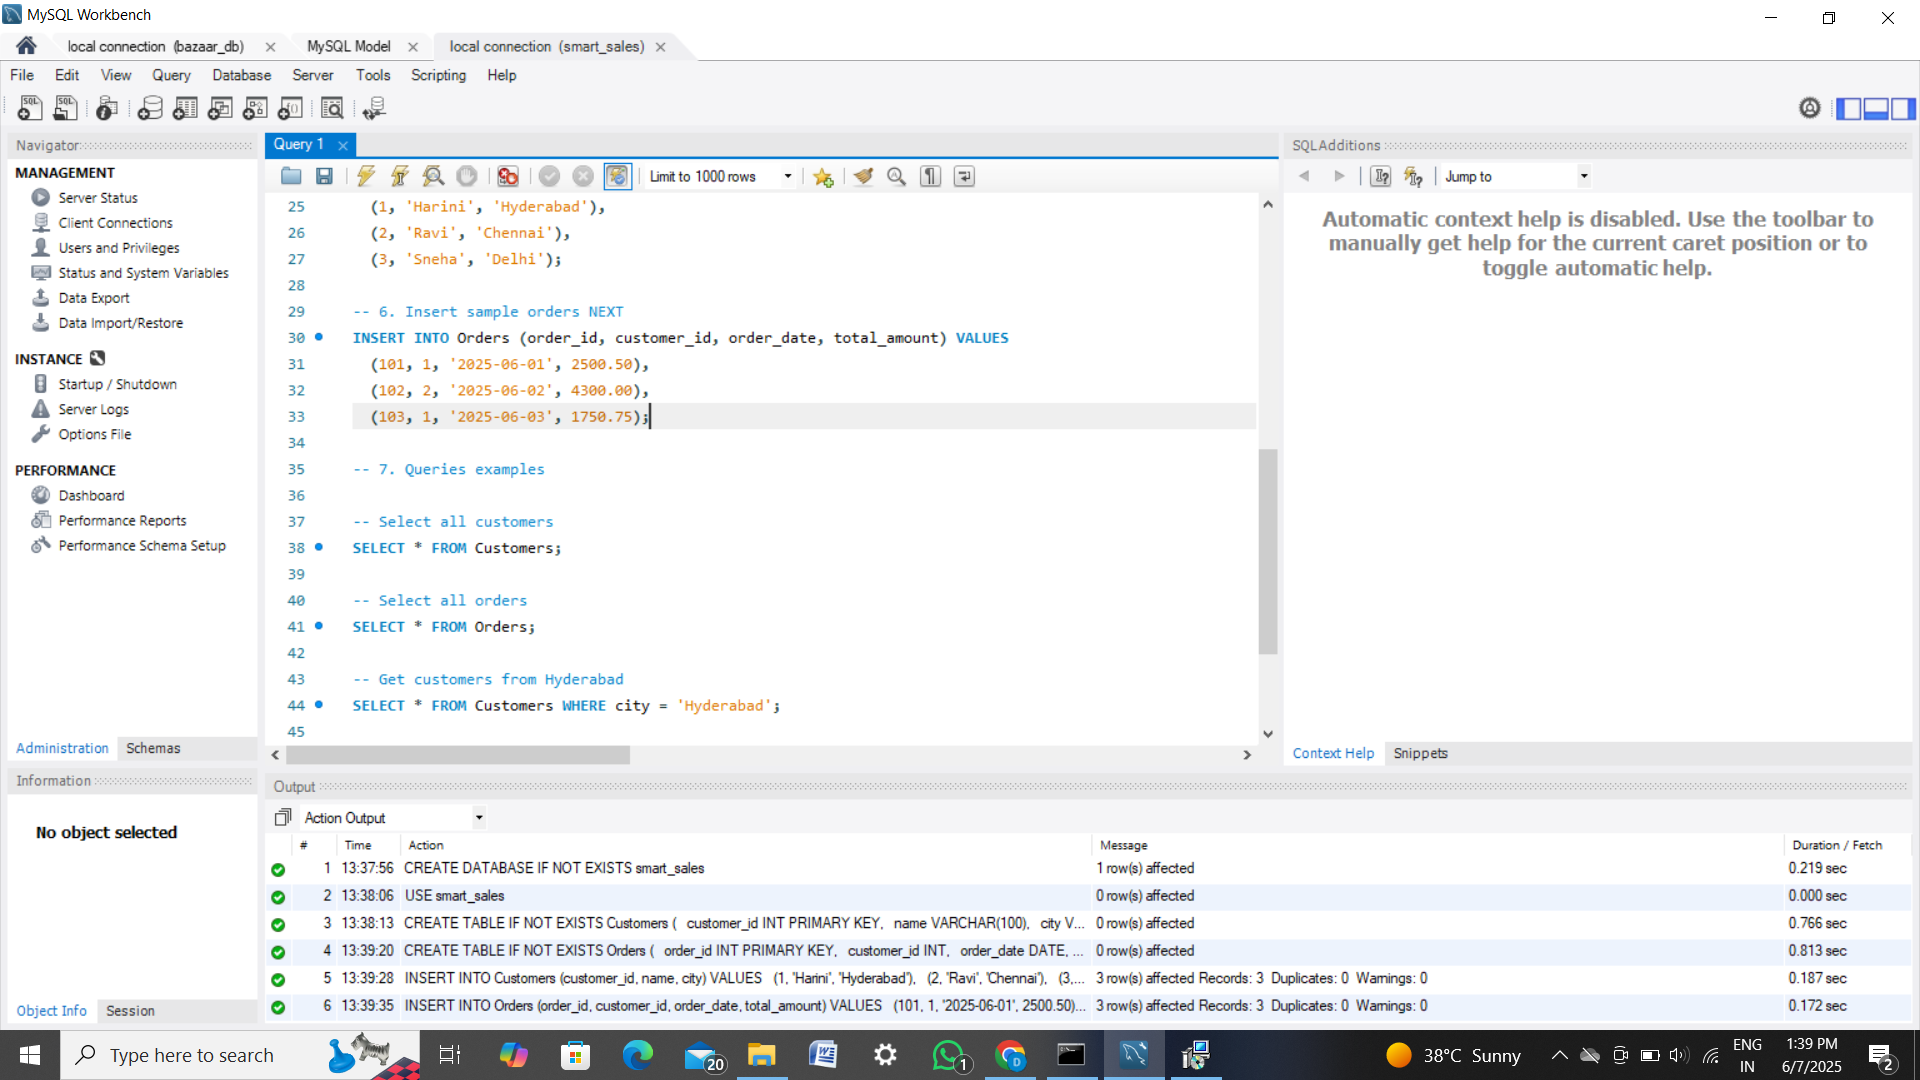 MySQL Workbench
local connection (bazaar_db)
MySQL Model
local connection (smart_sales)
File Edit View Query Database Server Tools Scripting Help
Navigator
MANAGEMENT
Server Status
Client Connections
Users and Privileges
Status and System Variables
Data Export
Data Import/Restore
INSTANCE
Startup / Shutdown
Server Logs
Options File
PERFORMANCE
Dashboard
Performance Reports
Performance Schema Setup
Administration Schemas
Information
No object selected
Object Info Session
Query 1
Limit to 1000 rows
25 (1, 'Harini', 'Hyderabad'),
26 (2, 'Ravi', 'Chennai'),
27 (3, 'Sneha', 'Delhi');
28
29 -- 6. Insert sample orders NEXT
30 INSERT INTO Orders (order_id, customer_id, order_date, total_amount) VALUES
31 (101, 1, '2025-06-01', 2500.50),
32 (102, 2, '2025-06-02', 4300.00),
33 (103, 1, '2025-06-03', 1750.75);
34
35 -- 7. Queries examples
36
37 -- Select all customers
38 SELECT * FROM Customers;
39
40 -- Select all orders
41 SELECT * FROM Orders;
42
43 -- Get customers from Hyderabad
44 SELECT * FROM Customers WHERE city = 'Hyderabad';
45
SQLAdditions
Jump to
Automatic context help is disabled. Use the toolbar to
manually get help for the current caret position or to
toggle automatic help.
Context Help Snippets
Output
Action Output
# Time Action Message Duration / Fetch
1 13:37:56 CREATE DATABASE IF NOT EXISTS smart_sales 1 row(s) affected 0.219 sec
2 13:38:06 USE smart_sales 0 row(s) affected 0.000 sec
3 13:38:13 CREATE TABLE IF NOT EXISTS Customers ( customer_id INT PRIMARY KEY, name VARCHAR(100), city V... 0 row(s) affected 0.766 sec
4 13:39:20 CREATE TABLE IF NOT EXISTS Orders ( order_id INT PRIMARY KEY, customer_id INT, order_date DATE, ... 0 row(s) affected 0.813 sec
5 13:39:28 INSERT INTO Customers (customer_id, name, city) VALUES (1, 'Harini', 'Hyderabad'), (2, 'Ravi', 'Chennai'), (3,... 3 row(s) affected Records: 3 Duplicates: 0 Warnings: 0 0.187 sec
6 13:39:35 INSERT INTO Orders (order_id, customer_id, order_date, total_amount) VALUES (101, 1, '2025-06-01', 2500.50)... 3 row(s) affected Records: 3 Duplicates: 0 Warnings: 0 0.172 sec
Type here to search
20
1
D
38°C Sunny
ENG
IN
1:39 PM
6/7/2025
2